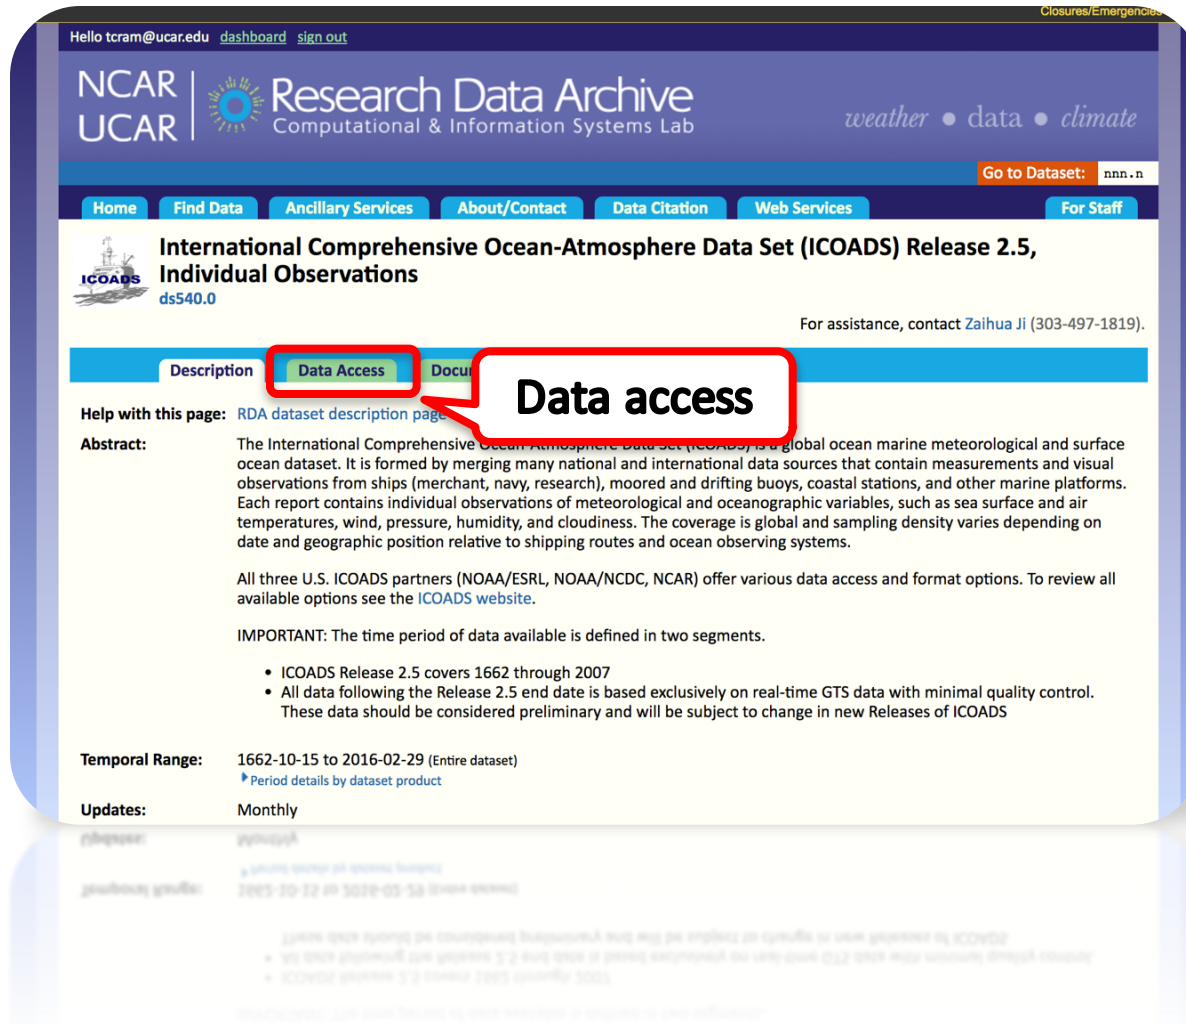 Closures/Emergencies
Hello tcram@ucar.edu dashboard sign out
NCAR
UCAR
Research Data Archive
Computational & Information Systems Lab
weather • data • climate
Go to Dataset: nnn.n
Home Find Data Ancillary Services About/Contact Data Citation Web Services For Staff
ICOADS
International Comprehensive Ocean-Atmosphere Data Set (ICOADS) Release 2.5,
Individual Observations
ds540.0
For assistance, contact Zaihua Ji (303-497-1819).
Description Data Access
Data access
Help with this page: RDA dataset description page
Abstract: The International Comprehensive Ocean-Atmosphere Data Set (ICOADS) is a global ocean marine meteorological and surface
ocean dataset. It is formed by merging many national and international data sources that contain measurements and visual
observations from ships (merchant, navy, research), moored and drifting buoys, coastal stations, and other marine platforms.
Each report contains individual observations of meteorological and oceanographic variables, such as sea surface and air
temperatures, wind, pressure, humidity, and cloudiness. The coverage is global and sampling density varies depending on
date and geographic position relative to shipping routes and ocean observing systems.
All three U.S. ICOADS partners (NOAA/ESRL, NOAA/NCDC, NCAR) offer various data access and format options. To review all
available options see the ICOADS website.
IMPORTANT: The time period of data available is defined in two segments.
• ICOADS Release 2.5 covers 1662 through 2007
• All data following the Release 2.5 end date is based exclusively on real-time GTS data with minimal quality control.
These data should be considered preliminary and will be subject to change in new Releases of ICOADS
Temporal Range: 1662-10-15 to 2016-02-29 (Entire dataset)
Period details by dataset product
Updates: Monthly